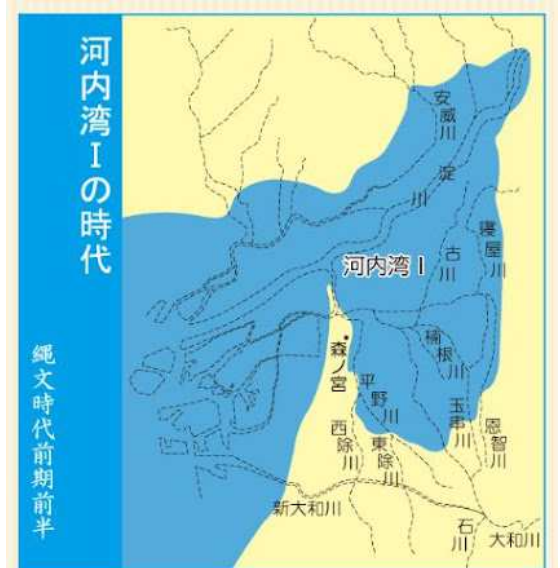 河内湾Ⅰの時代
縄文時代前期前半
安威川
淀川
寝屋川
古川
河内湾Ⅰ
楠根川
森ノ宮
平野川
玉串川
恩智川
西除川
東除川
新大和川
石川
大和川